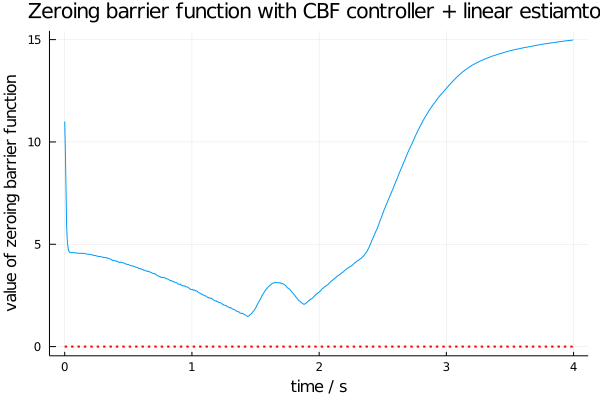 Zeroing barrier function with CBF controller + linear estiamto
15
10
5
0
value of zeroing barrier function
0 1 2 3 4
time / s